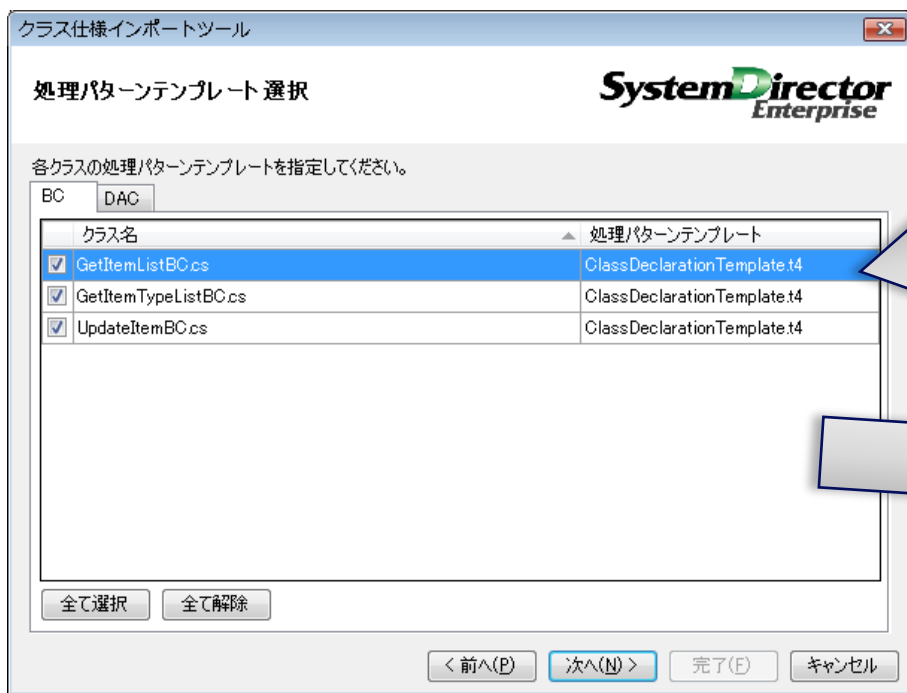 クラス仕様インポートツール
処理パターンテンプレート選択
SystemDirector
Enterprise
各クラスの処理パターンテンプレートを指定してください。
BC DAC
クラス名 処理パターンテンプレート
GetItemListBC.cs ClassDeclarationTemplate.t4
GetItemTypeListBC.cs ClassDeclarationTemplate.t4
UpdateItemBC.cs ClassDeclarationTemplate.t4
全て選択 全て解除
< 前へ(P) 次へ(N) > 完了(F) キャンセル